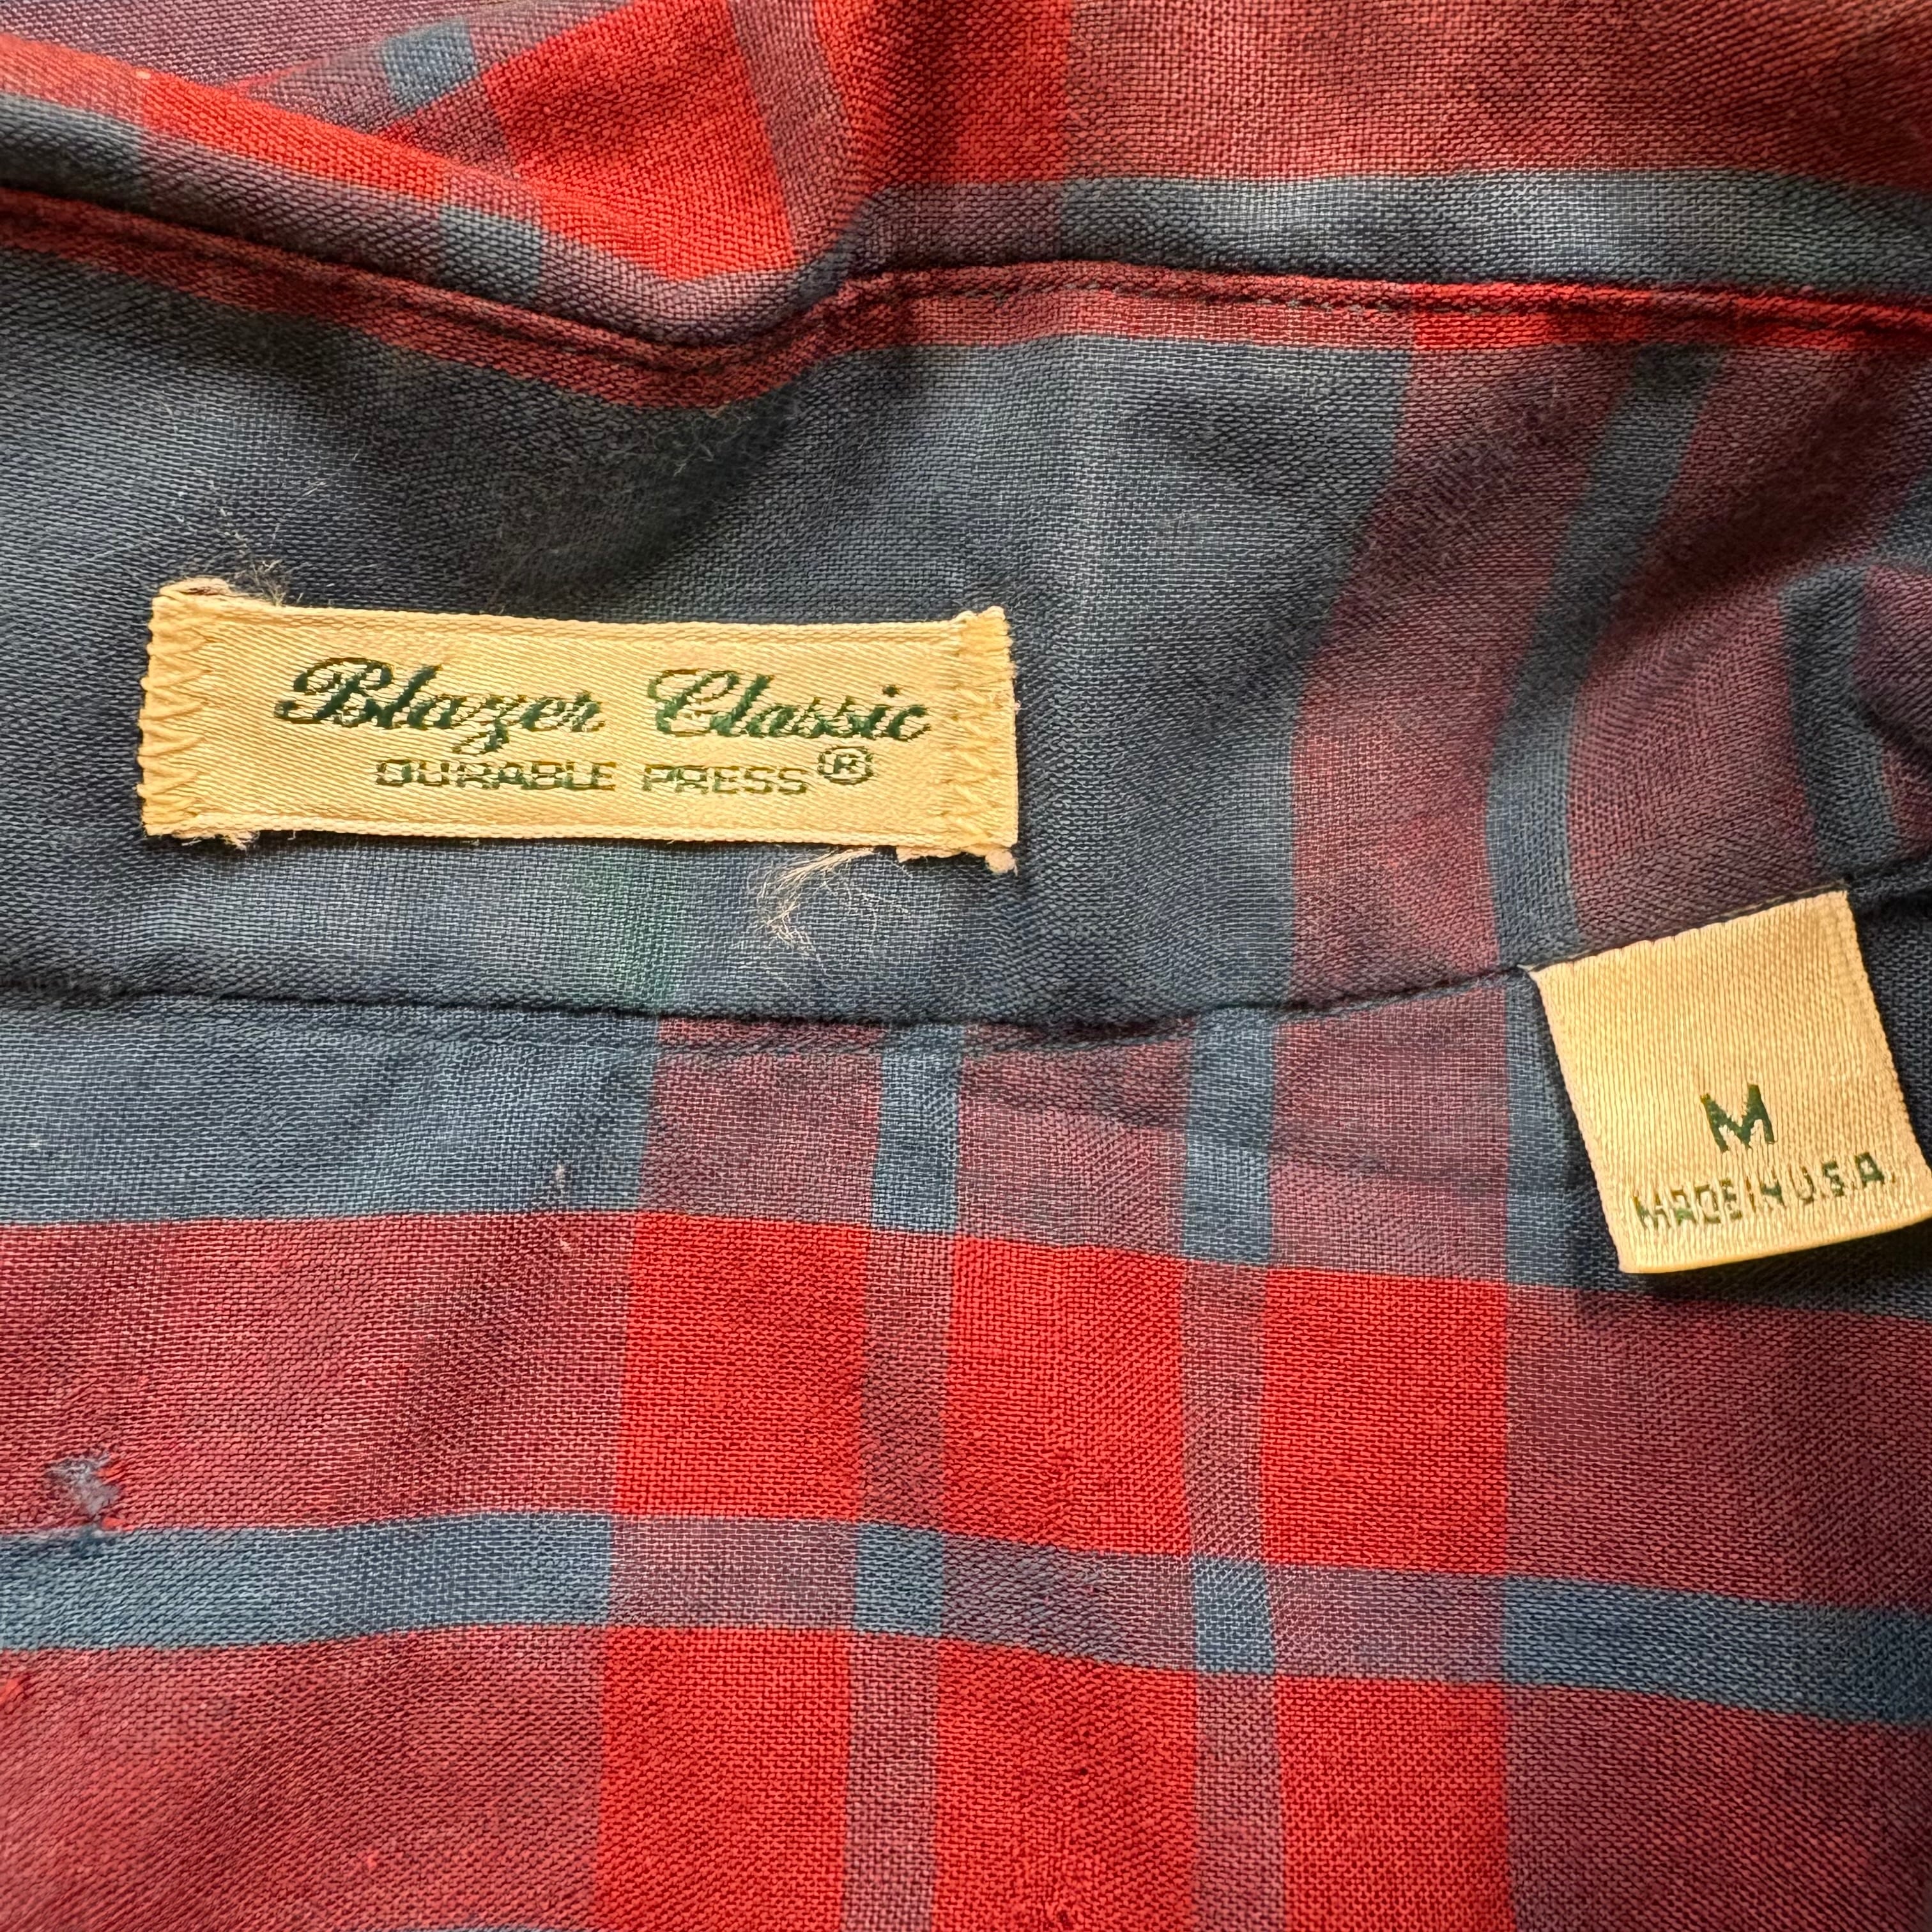 Blazer Classic
DURABLE PRESS®
M
MADE IN U.S.A.